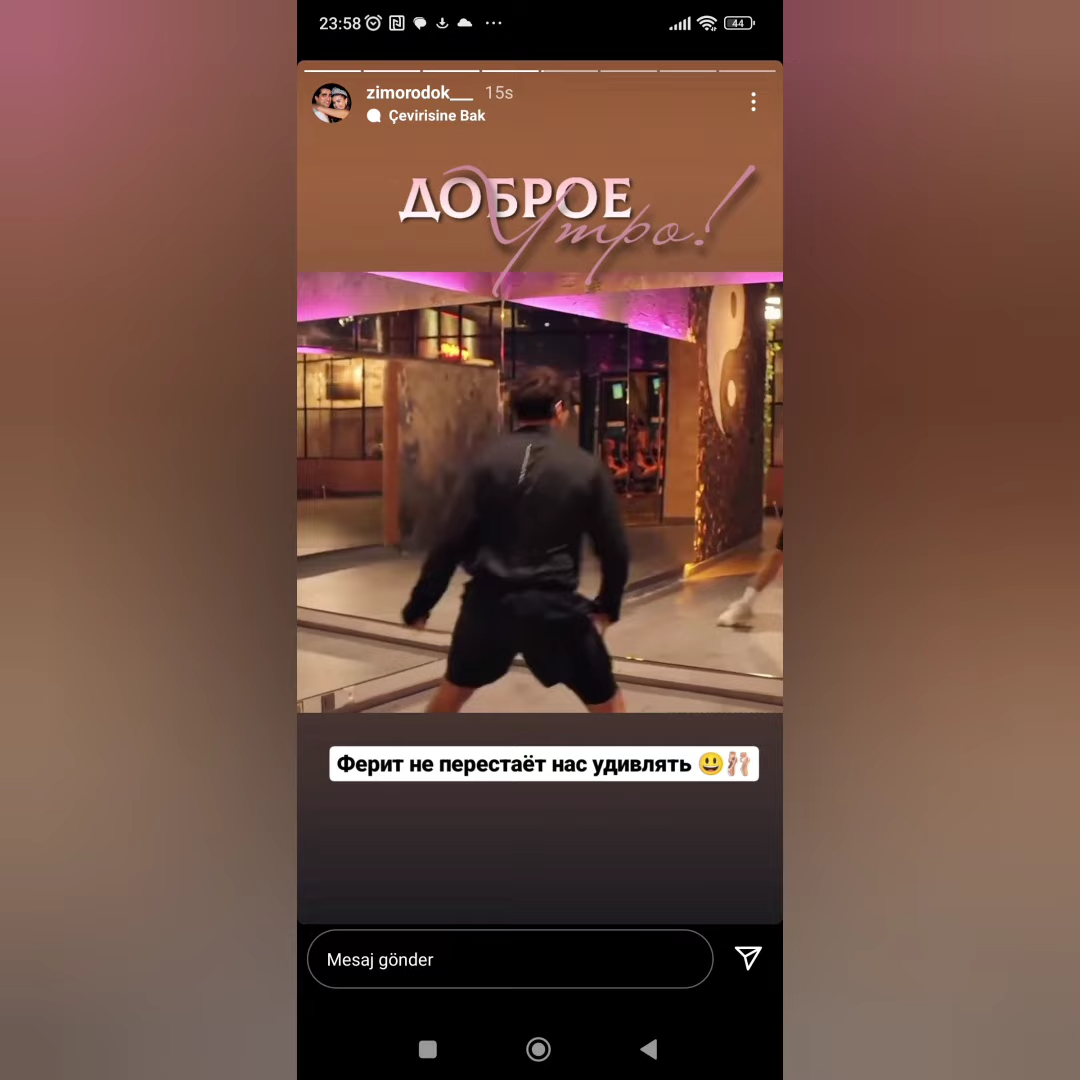 23:58
44
zimorodok___ 15s
Çevirisine Bak
ДОБРОЕ
Утро!
Ферит не перестаёт нас удивлять 😃🩰
Mesaj gönder